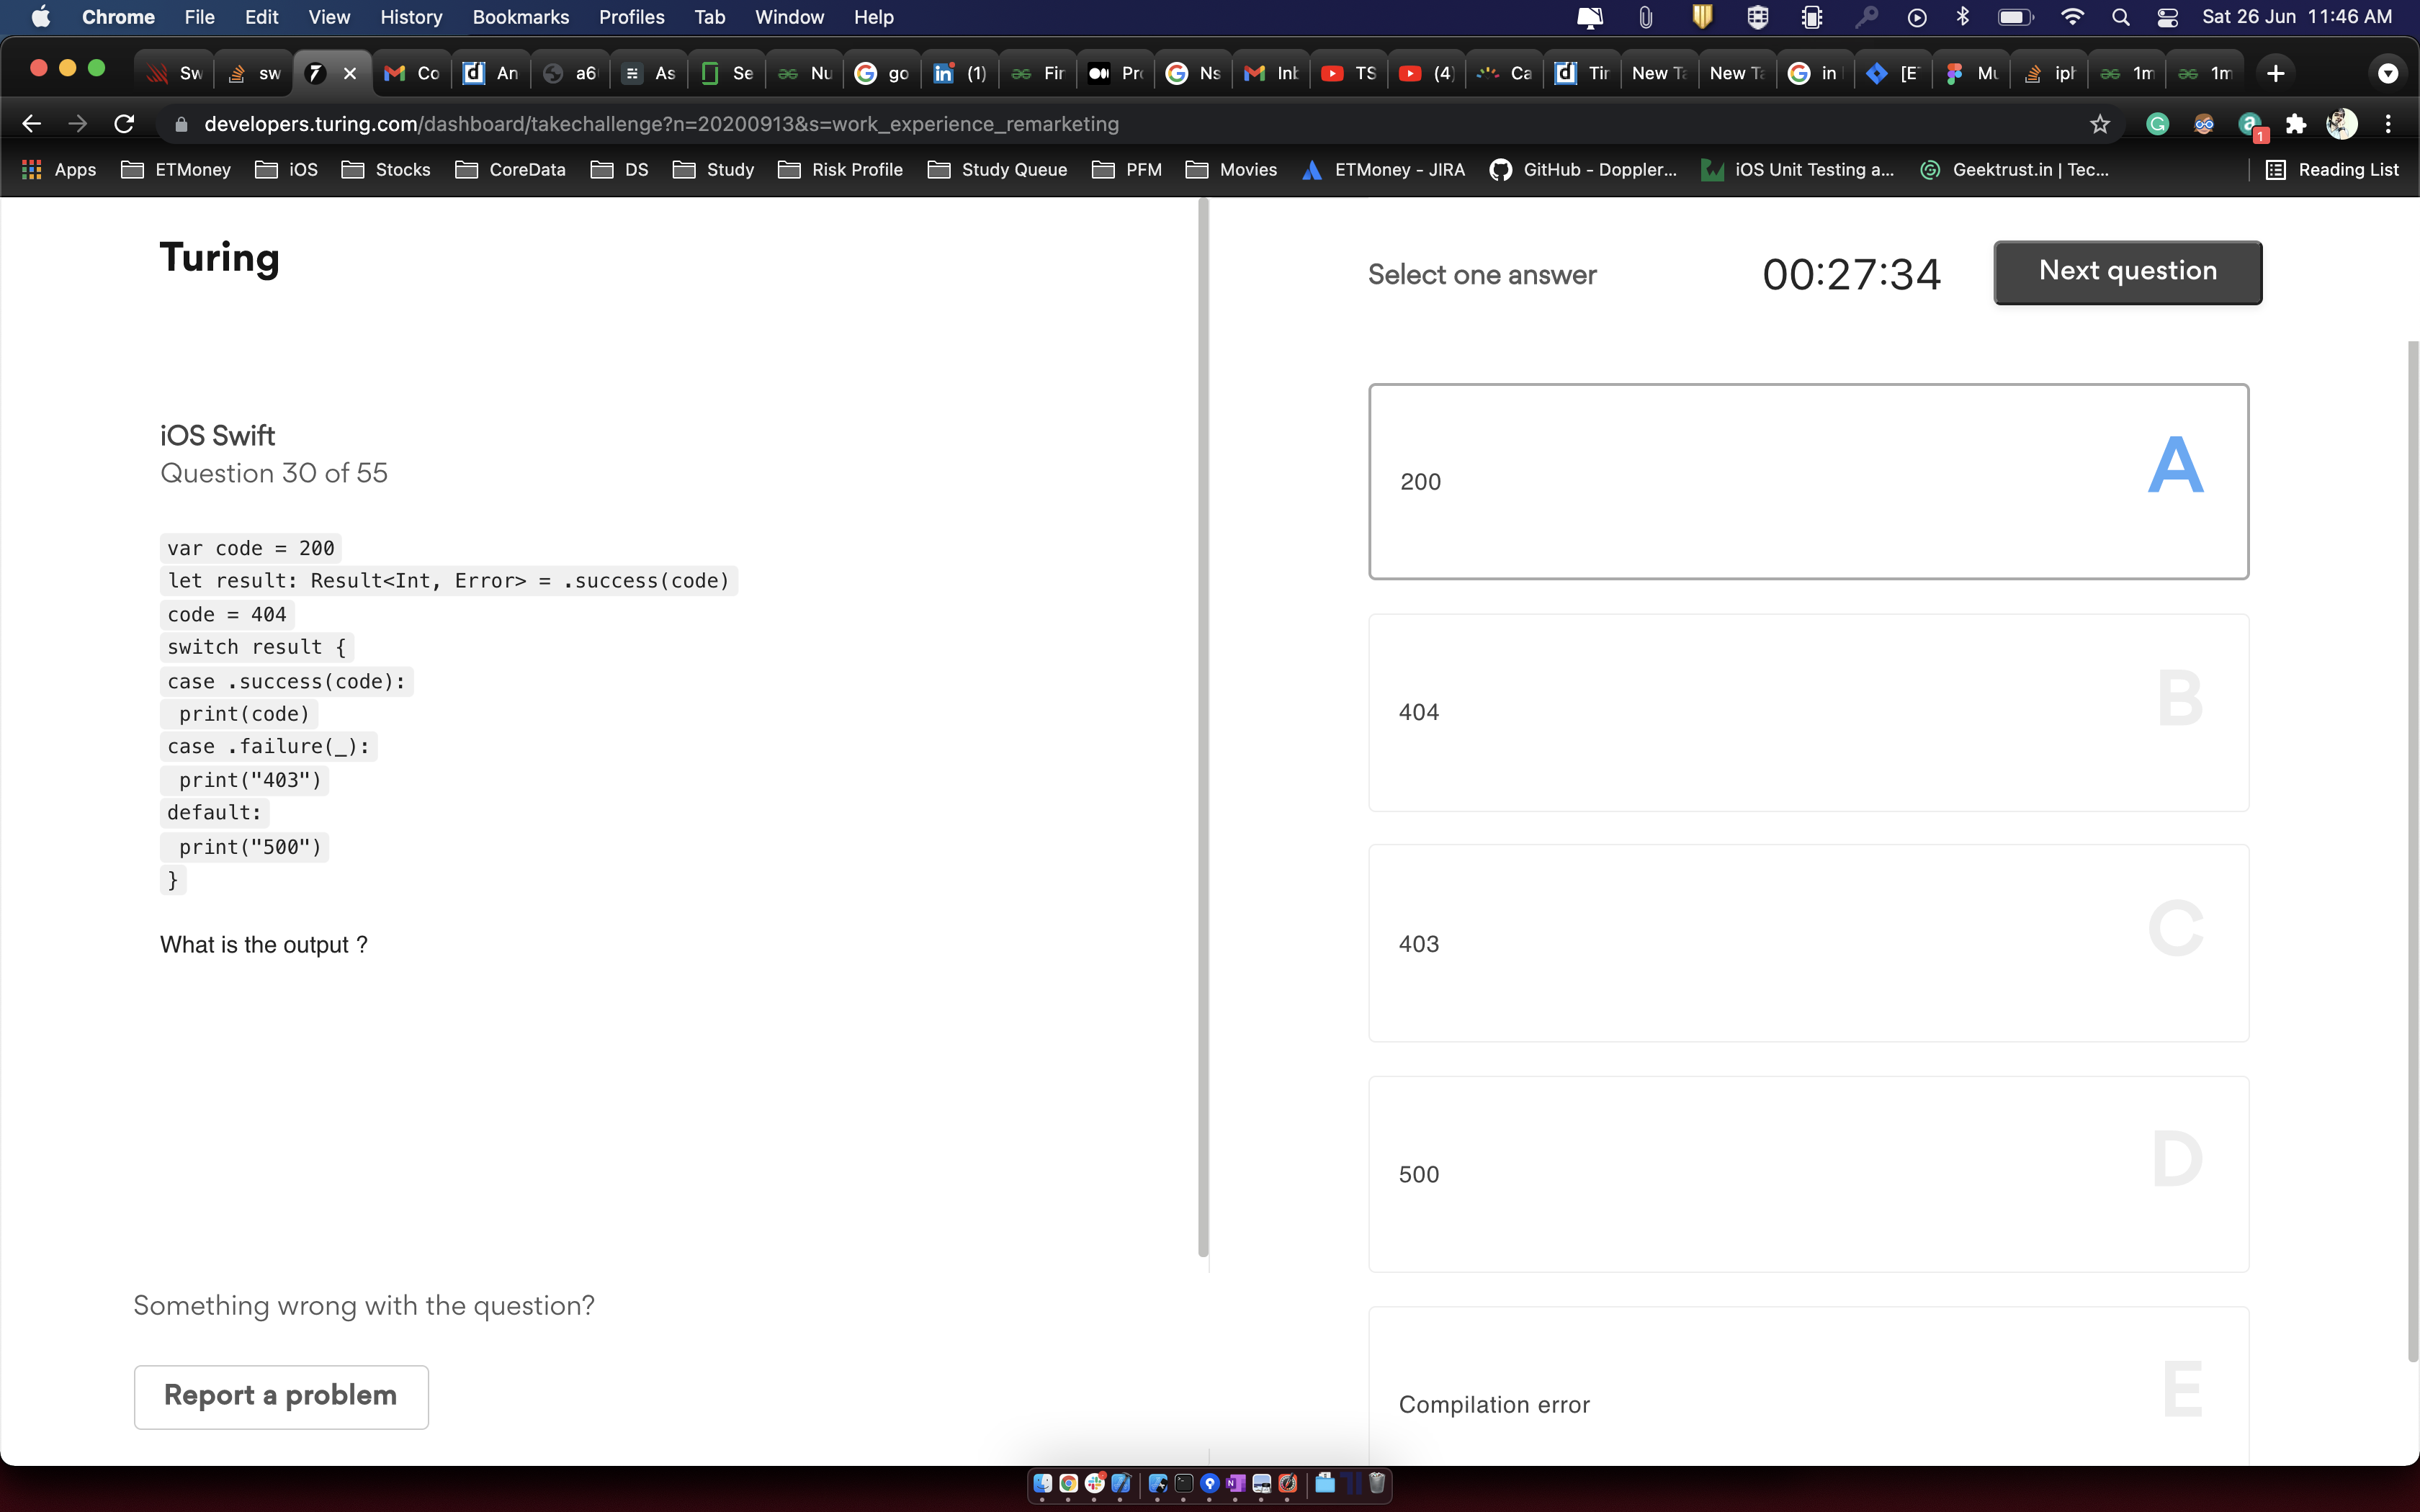 Chrome File Edit View History Bookmarks Profiles Tab Window Help Sat 26 Jun 11:46 AM
Sw sw Co An a6 As Se Nu go (1) Fir Pro Ns Inb TS (4) Ca Tir New Ta New Ta in [E Mu iph 1m 1m
developers.turing.com/dashboard/takechallenge?n=20200913&s=work_experience_remarketing 1
Apps ETMoney iOS Stocks CoreData DS Study Risk Profile Study Queue PFM Movies ETMoney - JIRA GitHub - Doppler... iOS Unit Testing a... Geektrust.in | Tec... Reading List
Turing
iOS Swift
Question 30 of 55
var code = 200
let result: Result<Int, Error> = .success(code)
code = 404
switch result {
case .success(code):
print(code)
case .failure(_):
print("403")
default:
print("500")
}
What is the output ?
Something wrong with the question?
Report a problem
Select one answer
00:27:34
Next question
200 A
404 B
403 C
500 D
Compilation error E